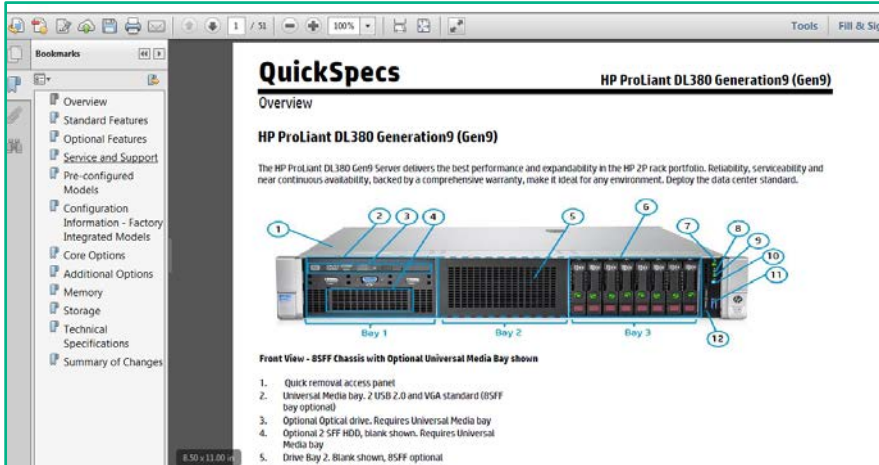 1 / 51
100%
Tools
Fill & Sig
Bookmarks
Overview
Standard Features
Optional Features
Service and Support
Pre-configured
Models
Configuration
Information - Factory
Integrated Models
Core Options
Additional Options
Memory
Storage
Technical
Specifications
Summary of Changes
8.50 x 11.00 in
QuickSpecs
HP ProLiant DL380 Generation9 (Gen9)
Overview
HP ProLiant DL380 Generation9 (Gen9)
The HP ProLiant DL380 Gen9 Server delivers the best performance and expandability in the HP 2P rack portfolio. Reliability, serviceability and
near continuous availability, backed by a comprehensive warranty, make it ideal for any environment. Deploy the data center standard.
1
2
3
4
5
6
7
8
9
10
11
12
Bay 1
Bay 2
Bay 3
Front View - 8SFF Chassis with Optional Universal Media Bay shown
1. Quick removal access panel
2. Universal Media bay. 2 USB 2.0 and VGA standard (8SFF
bay optional)
3. Optional Optical drive. Requires Universal Media bay
4. Optional 2 SFF HDD, blank shown. Requires Universal
Media bay
5. Drive Bay 2. Blank shown, 8SFF optional